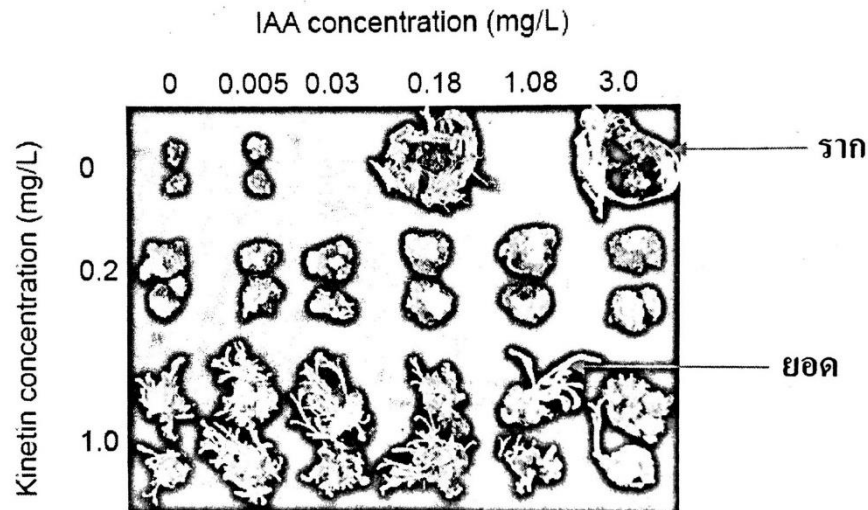 IAA concentration (mg/L)
0 0.005 0.03 0.18 1.08 3.0
Kinetin concentration (mg/L)
0
ราก
0.2
ยอด
1.0